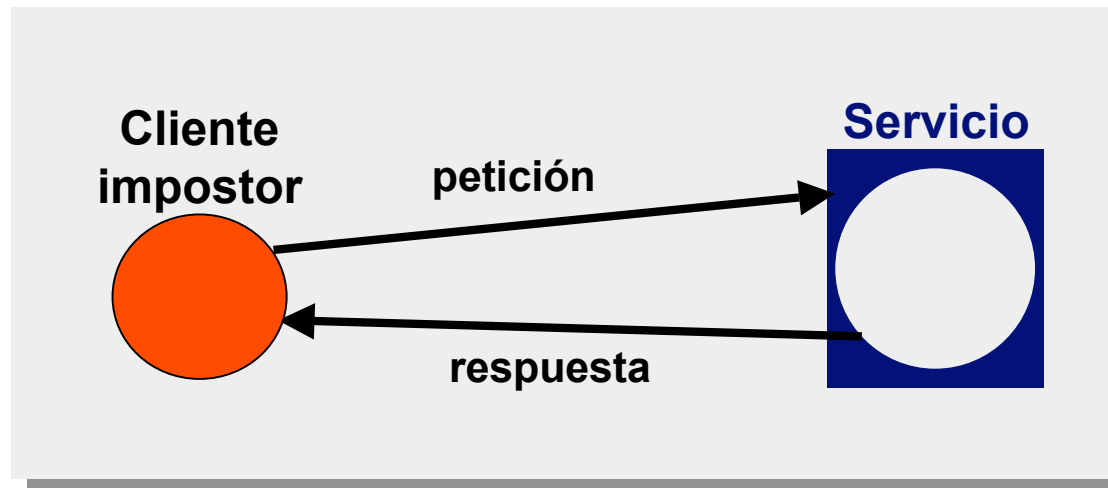 Cliente
impostor
petición
Servicio
respuesta